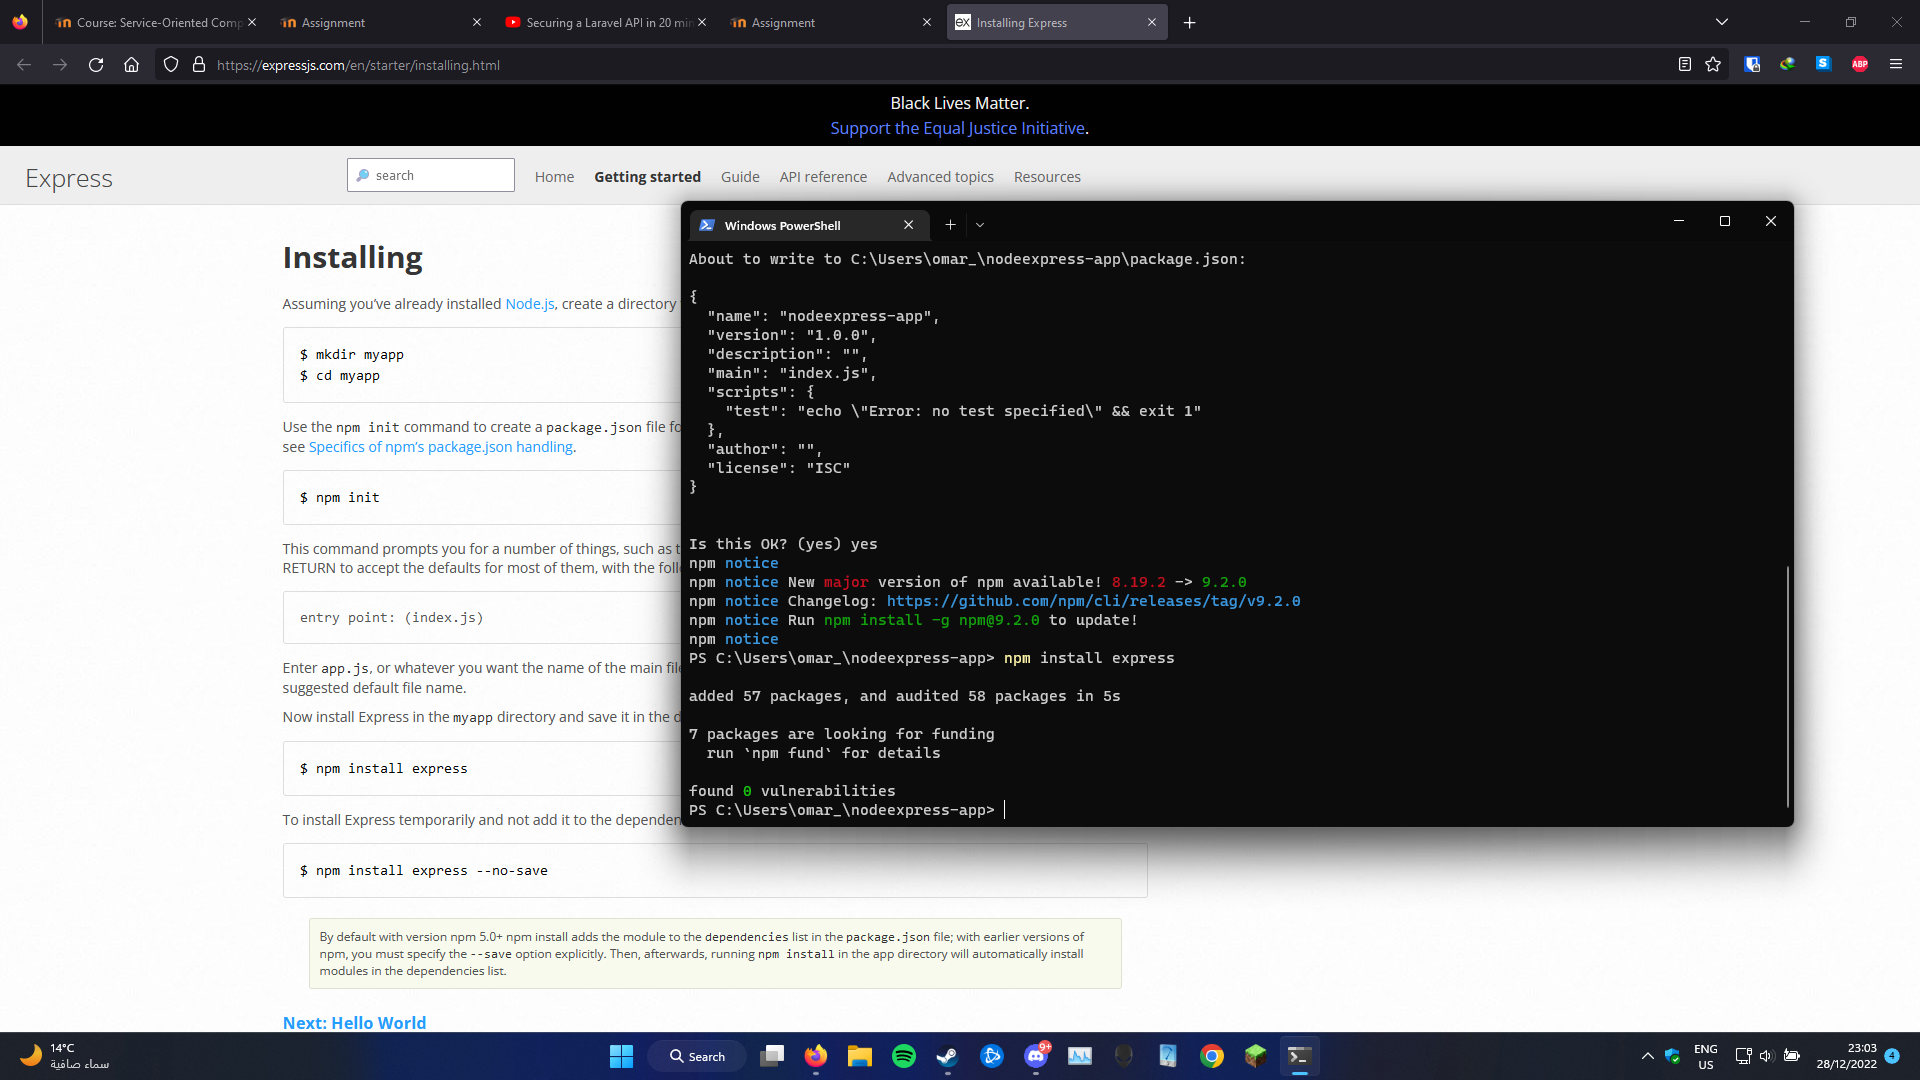 Course: Service-Oriented Comp
Assignment
Securing a Laravel API in 20 min
Assignment
Installing Express
https://expressjs.com/en/starter/installing.html
ABP
Black Lives Matter.
Support the Equal Justice Initiative.
Express
search
Home
Getting started
Guide
API reference
Advanced topics
Resources
Installing
Assuming you’ve already installed Node.js, create a directory
$ mkdir myapp
$ cd myapp
Use the npm init command to create a package.json file fo
see Specifics of npm’s package.json handling.
$ npm init
This command prompts you for a number of things, such as t
RETURN to accept the defaults for most of them, with the foll
entry point: (index.js)
Enter app.js, or whatever you want the name of the main file
suggested default file name.
Now install Express in the myapp directory and save it in the d
$ npm install express
To install Express temporarily and not add it to the dependen
$ npm install express --no-save
By default with version npm 5.0+ npm install adds the module to the dependencies list in the package.json file; with earlier versions of
npm, you must specify the --save option explicitly. Then, afterwards, running npm install in the app directory will automatically install
modules in the dependencies list.
Next: Hello World
Windows PowerShell
About to write to C:\Users\omar_\nodeexpress-app\package.json:
{
"name": "nodeexpress-app",
"version": "1.0.0",
"description": "",
"main": "index.js",
"scripts": {
"test": "echo \"Error: no test specified\" && exit 1"
},
"author": "",
"license": "ISC"
}
Is this OK? (yes) yes
npm notice
npm notice New major version of npm available! 8.19.2 -> 9.2.0
npm notice Changelog: https://github.com/npm/cli/releases/tag/v9.2.0
npm notice Run npm install -g npm@9.2.0 to update!
npm notice
PS C:\Users\omar_\nodeexpress-app> npm install express
added 57 packages, and audited 58 packages in 5s
7 packages are looking for funding
run `npm fund` for details
found 0 vulnerabilities
PS C:\Users\omar_\nodeexpress-app>
14°C
سماء صافية
Search
9+
ENG
US
23:03
28/12/2022
4